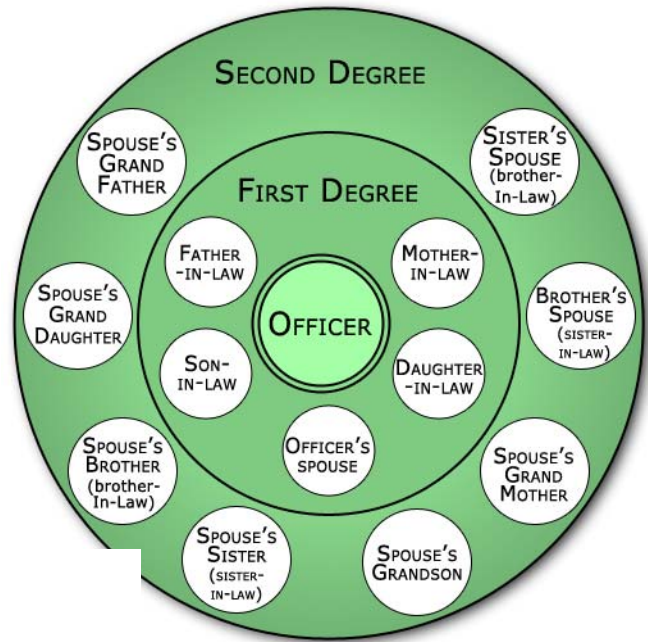 SECOND DEGREE
SPOUSE'S
GRAND
FATHER
SISTER'S
SPOUSE
(brother-
In-Law)
FIRST DEGREE
FATHER
-IN-LAW
MOTHER-
IN-LAW
SPOUSE'S
GRAND
DAUGHTER
OFFICER
BROTHER'S
SPOUSE
(SISTER-
IN-LAW)
SON-
IN-LAW
DAUGHTER
-IN-LAW
OFFICER'S
SPOUSE
SPOUSE'S
BROTHER
(brother-
In-Law)
SPOUSE'S
GRAND
MOTHER
SPOUSE'S
SISTER
(SISTER-
IN-LAW)
SPOUSE'S
GRANDSON